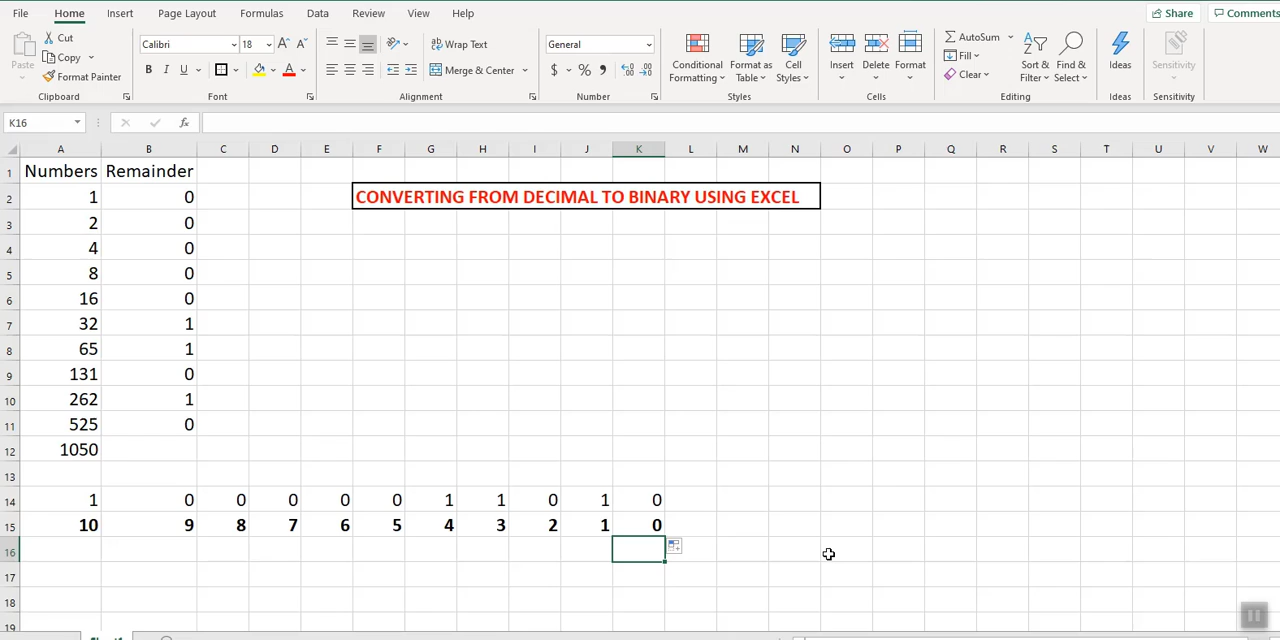 File Home Insert Page Layout Formulas Data Review View Help Share Comments
Paste Cut Copy Format Painter Clipboard
Calibri 18 A A B I U A Font
Wrap Text Merge & Center Alignment
General $ % Number
Conditional Formatting Format as Table Cell Styles Styles
Insert Delete Format Cells
AutoSum Fill Clear Sort & Filter Find & Select Editing
Ideas Ideas
Sensitivity Sensitivity
K16 fx
A B C D E F G H I J K L M N O P Q R S T U V W
1 Numbers Remainder
2 1 0 CONVERTING FROM DECIMAL TO BINARY USING EXCEL
3 2 0
4 4 0
5 8 0
6 16 0
7 32 1
8 65 1
9 131 0
10 262 1
11 525 0
12 1050
13
14 1 0 0 0 0 0 1 1 0 1 0
15 10 9 8 7 6 5 4 3 2 1 0
16
17
18
19